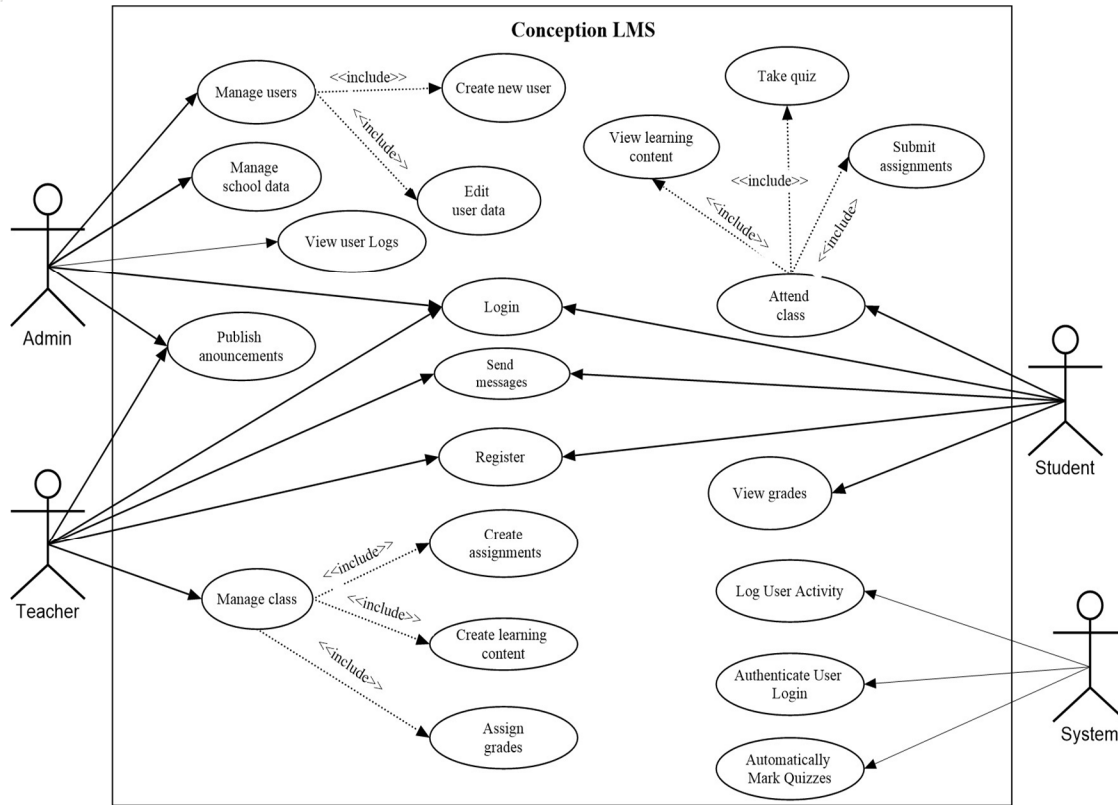 Conception LMS
Manage users
<<include>>
Create new user
<<include>>
Manage
school data
Edit
user data
View user Logs
Take quiz
View learning
content
Submit
assignments
<<include>>
<<include>>
<<include>
Attend
class
Admin
Login
Publish
anouncements
Send
messages
Student
Register
View grades
Teacher
Manage class
<<include>>
Create
assignments
<<include>>
Create learning
content
<<include>>
Assign
grades
Log User Activity
Authenticate User
Login
Automatically
Mark Quizzes
System